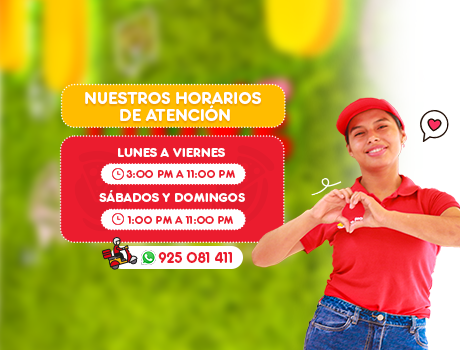 NUESTROS HORARIOS
DE ATENCIÓN
LUNES A VIERNES
3:00 PM A 11:00 PM
SÁBADOS Y DOMINGOS
1:00 PM A 11:00 PM
925 081 411